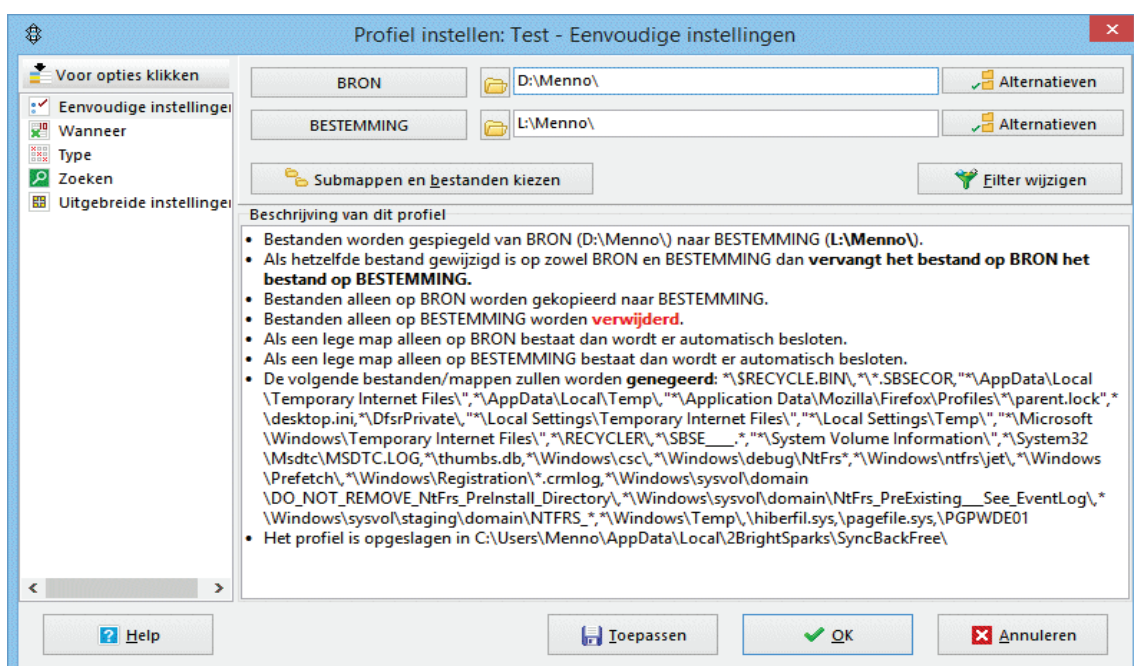 Profiel instellen: Test - Eenvoudige instellingen
Voor opties klikken
Eenvoudige instellingen
Wanneer
Type
Zoeken
Uitgebreide instellingen
BRON
D:\Menno\
Alternatieven
BESTEMMING
L:\Menno\
Alternatieven
Submappen en bestanden kiezen
Filter wijzigen
Beschrijving van dit profiel
• Bestanden worden gespiegeld van BRON (D:\Menno\) naar BESTEMMING (L:\Menno\).
• Als hetzelfde bestand gewijzigd is op zowel BRON en BESTEMMING dan vervangt het bestand op BRON het
bestand op BESTEMMING.
• Bestanden alleen op BRON worden gekopieerd naar BESTEMMING.
• Bestanden alleen op BESTEMMING worden verwijderd.
• Als een lege map alleen op BRON bestaat dan wordt er automatisch besloten.
• Als een lege map alleen op BESTEMMING bestaat dan wordt er automatisch besloten.
• De volgende bestanden/mappen zullen worden genegeerd: *\$RECYCLE.BIN\,*\*.SBSECOR,"*\AppData\Local
\Temporary Internet Files\",*\AppData\Local\Temp\,"*\Application Data\Mozilla\Firefox\Profiles\*\parent.lock",*
\desktop.ini,*\DfsrPrivate\,"*\Local Settings\Temporary Internet Files\","*\Local Settings\Temp\","*\Microsoft
\Windows\Temporary Internet Files\",*\RECYCLER\,*\SBSE___.*,"*\System Volume Information\",*\System32
\Msdtc\MSDTC.LOG,*\thumbs.db,*\Windows\csc\,*\Windows\debug\NtFrs*,*\Windows\ntfrs\jet\,*\Windows
\Prefetch\,*\Windows\Registration\*.crmlog,*\Windows\sysvol\domain
\DO_NOT_REMOVE_NtFrs_PreInstall_Directory\,*\Windows\sysvol\domain\NtFrs_PreExisting___See_EventLog\,*
\Windows\sysvol\staging\domain\NTFRS_*,*\Windows\Temp\,\hiberfil.sys,\pagefile.sys,\PGPWDE01
• Het profiel is opgeslagen in C:\Users\Menno\AppData\Local\2BrightSparks\SyncBackFree\
Help
Toepassen
OK
Annuleren